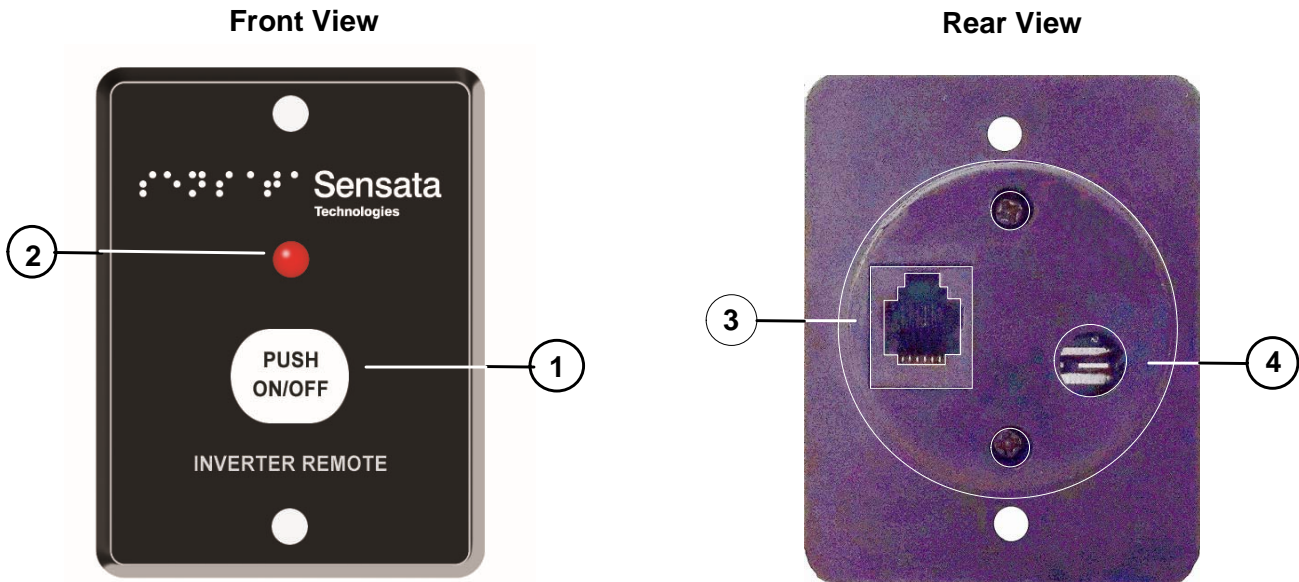 Front View
Rear View
Sensata
Technologies
2
PUSH
ON/OFF
1
INVERTER REMOTE
3
4